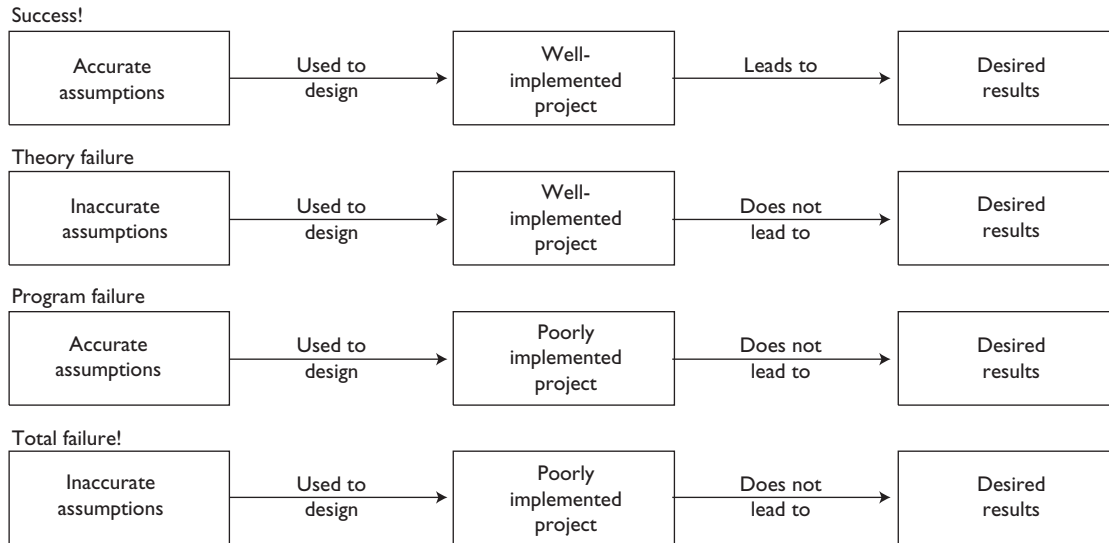 Success!
Accurate
assumptions
Used to
design
Well-
implemented
project
Leads to
Desired
results
Theory failure
Inaccurate
assumptions
Used to
design
Well-
implemented
project
Does not
lead to
Desired
results
Program failure
Accurate
assumptions
Used to
design
Poorly
implemented
project
Does not
lead to
Desired
results
Total failure!
Inaccurate
assumptions
Used to
design
Poorly
implemented
project
Does not
lead to
Desired
results